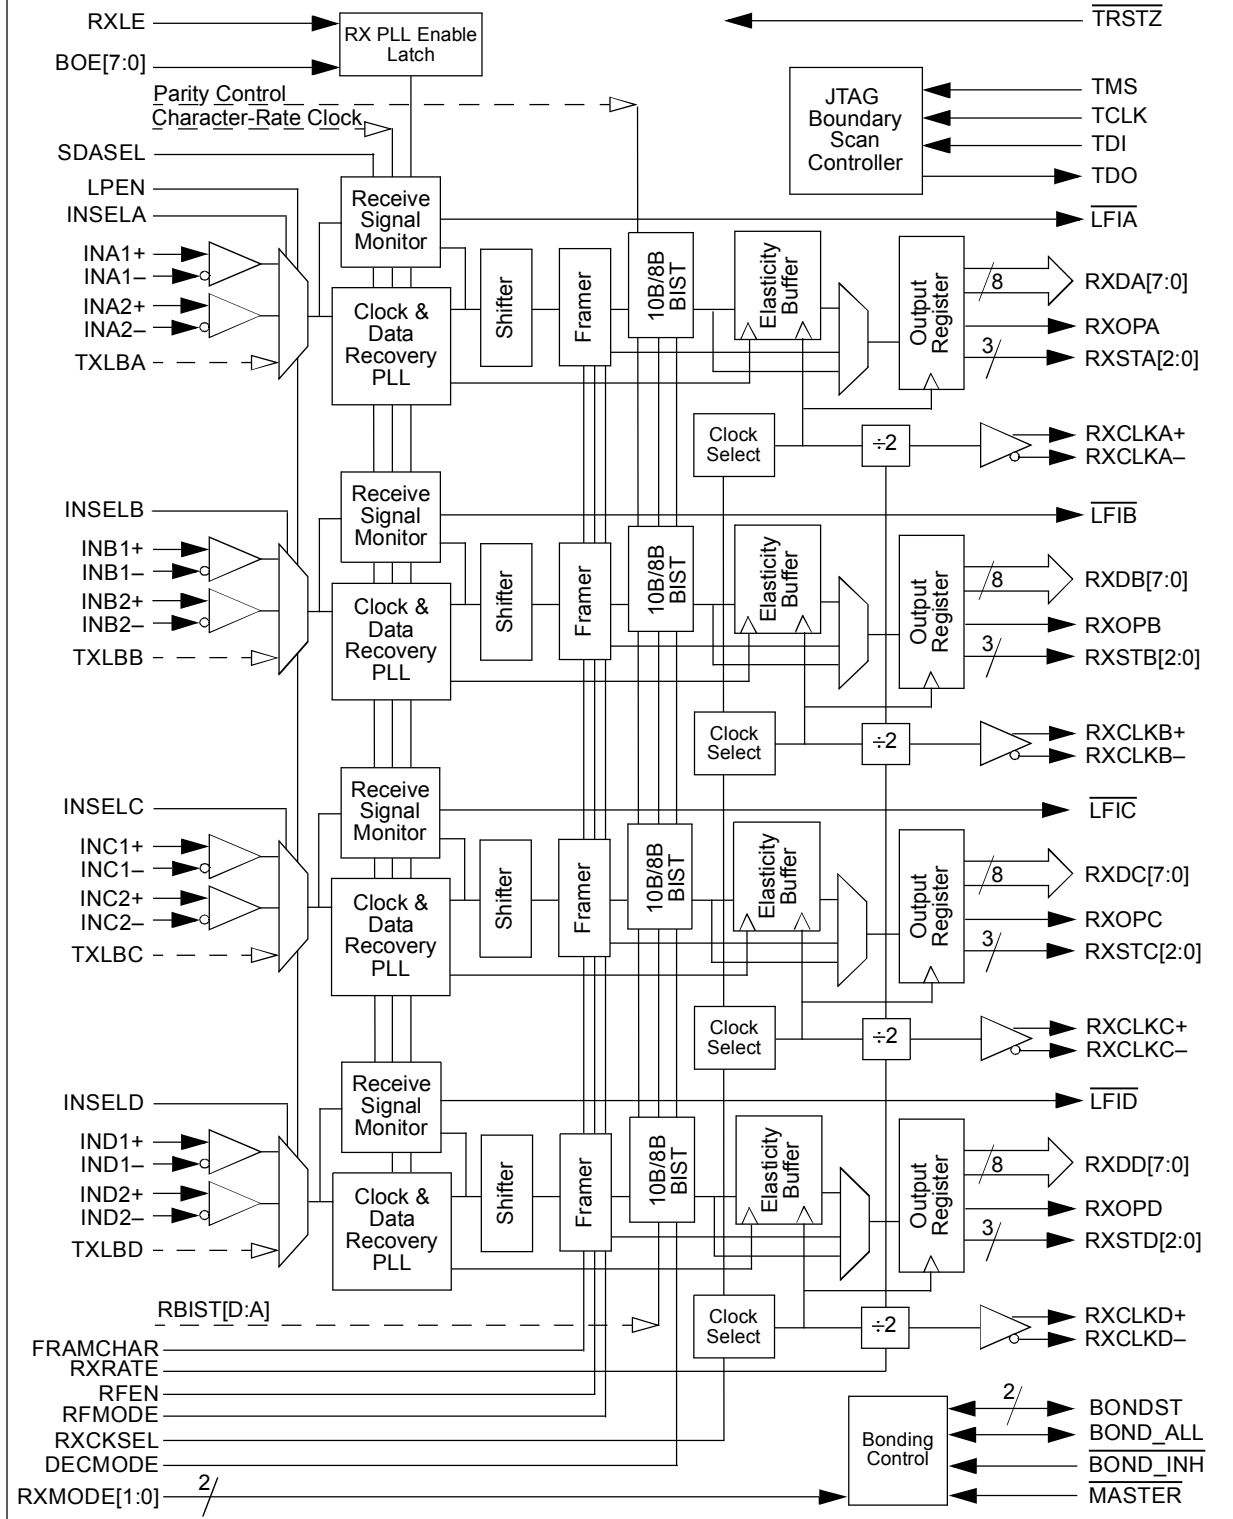 RXLE
RX PLL Enable
Latch
TRSTZ
BOE[7:0]
Parity Control
Character-Rate Clock
JTAG
Boundary
Scan
Controller
TMS
TCLK
TDI
TDO
SDASEL
LPEN
INSELA
Receive
Signal
Monitor
LFIA
INA1+
INA1–
INA2+
INA2–
TXLBA
Clock &
Data
Recovery
PLL
Shifter
Framer
10B/8B
BIST
Elasticity
Buffer
Output
Register
8
RXDA[7:0]
RXOPA
3
RXSTA[2:0]
Clock
Select
÷2
RXCLKA+
RXCLKA–
INSELB
Receive
Signal
Monitor
LFIB
INB1+
INB1–
INB2+
INB2–
TXLBB
Clock &
Data
Recovery
PLL
Shifter
Framer
10B/8B
BIST
Elasticity
Buffer
Output
Register
8
RXDB[7:0]
RXOPB
3
RXSTB[2:0]
Clock
Select
÷2
RXCLKB+
RXCLKB–
INSELC
Receive
Signal
Monitor
LFIC
INC1+
INC1–
INC2+
INC2–
TXLBC
Clock &
Data
Recovery
PLL
Shifter
Framer
10B/8B
BIST
Elasticity
Buffer
Output
Register
8
RXDC[7:0]
RXOPC
3
RXSTC[2:0]
Clock
Select
÷2
RXCLKC+
RXCLKC–
INSELD
Receive
Signal
Monitor
LFID
IND1+
IND1–
IND2+
IND2–
TXLBD
Clock &
Data
Recovery
PLL
Shifter
Framer
10B/8B
BIST
Elasticity
Buffer
Output
Register
8
RXDD[7:0]
RXOPD
3
RXSTD[2:0]
RBIST[D:A]
Clock
Select
÷2
RXCLKD+
RXCLKD–
FRAMCHAR
RXRATE
RFEN
RFMODE
RXCKSEL
DECMODE
RXMODE[1:0]
2
Bonding
Control
2
BONDST
BOND_ALL
BOND_INH
MASTER